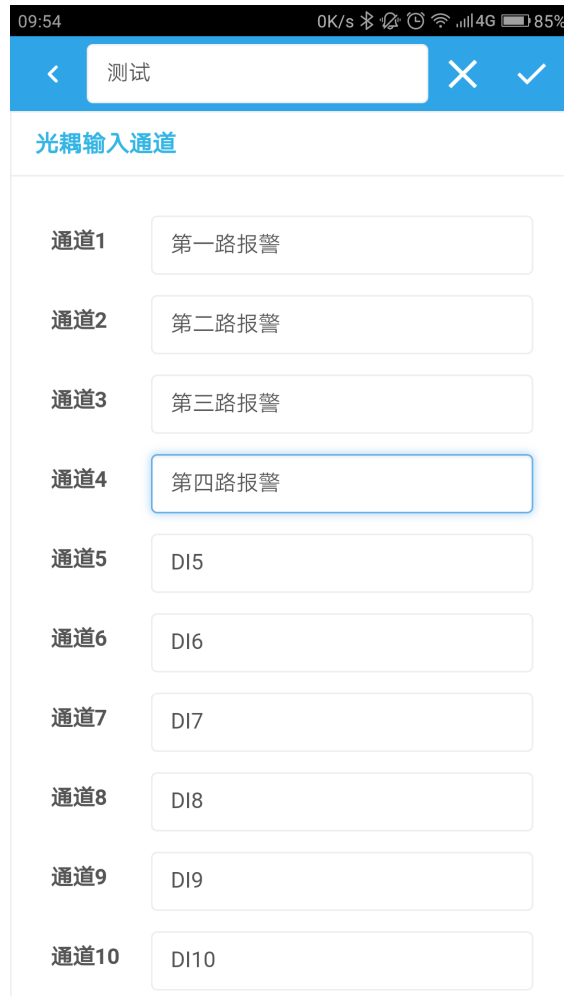 09:54 0K/s 4G 85%
测试
光耦输入通道
通道1 第一路报警
通道2 第二路报警
通道3 第三路报警
通道4 第四路报警
通道5 DI5
通道6 DI6
通道7 DI7
通道8 DI8
通道9 DI9
通道10 DI10